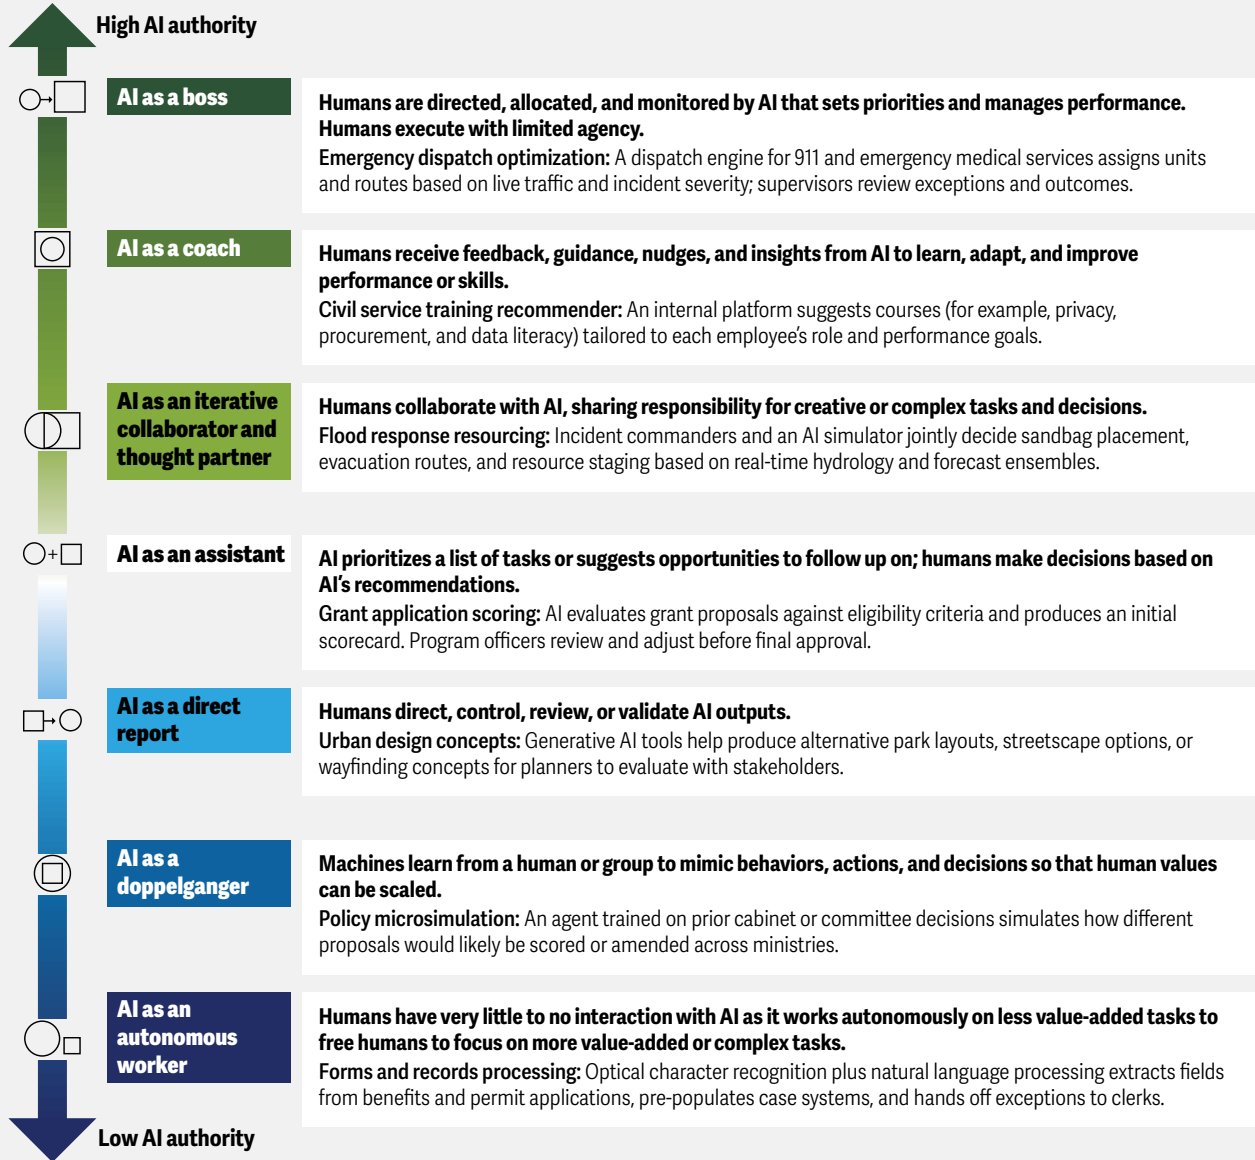 High AI authority
AI as a boss
Humans are directed, allocated, and monitored by AI that sets priorities and manages performance.
Humans execute with limited agency.
Emergency dispatch optimization: A dispatch engine for 911 and emergency medical services assigns units
and routes based on live traffic and incident severity; supervisors review exceptions and outcomes.
AI as a coach
Humans receive feedback, guidance, nudges, and insights from AI to learn, adapt, and improve
performance or skills.
Civil service training recommender: An internal platform suggests courses (for example, privacy,
procurement, and data literacy) tailored to each employee’s role and performance goals.
AI as an iterative
collaborator and
thought partner
Humans collaborate with AI, sharing responsibility for creative or complex tasks and decisions.
Flood response resourcing: Incident commanders and an AI simulator jointly decide sandbag placement,
evacuation routes, and resource staging based on real-time hydrology and forecast ensembles.
AI as an assistant
AI prioritizes a list of tasks or suggests opportunities to follow up on; humans make decisions based on
AI’s recommendations.
Grant application scoring: AI evaluates grant proposals against eligibility criteria and produces an initial
scorecard. Program officers review and adjust before final approval.
AI as a direct
report
Humans direct, control, review, or validate AI outputs.
Urban design concepts: Generative AI tools help produce alternative park layouts, streetscape options, or
wayfinding concepts for planners to evaluate with stakeholders.
AI as a
doppelganger
Machines learn from a human or group to mimic behaviors, actions, and decisions so that human values
can be scaled.
Policy microsimulation: An agent trained on prior cabinet or committee decisions simulates how different
proposals would likely be scored or amended across ministries.
AI as an
autonomous
worker
Humans have very little to no interaction with AI as it works autonomously on less value-added tasks to
free humans to focus on more value-added or complex tasks.
Forms and records processing: Optical character recognition plus natural language processing extracts fields
from benefits and permit applications, pre-populates case systems, and hands off exceptions to clerks.
Low AI authority